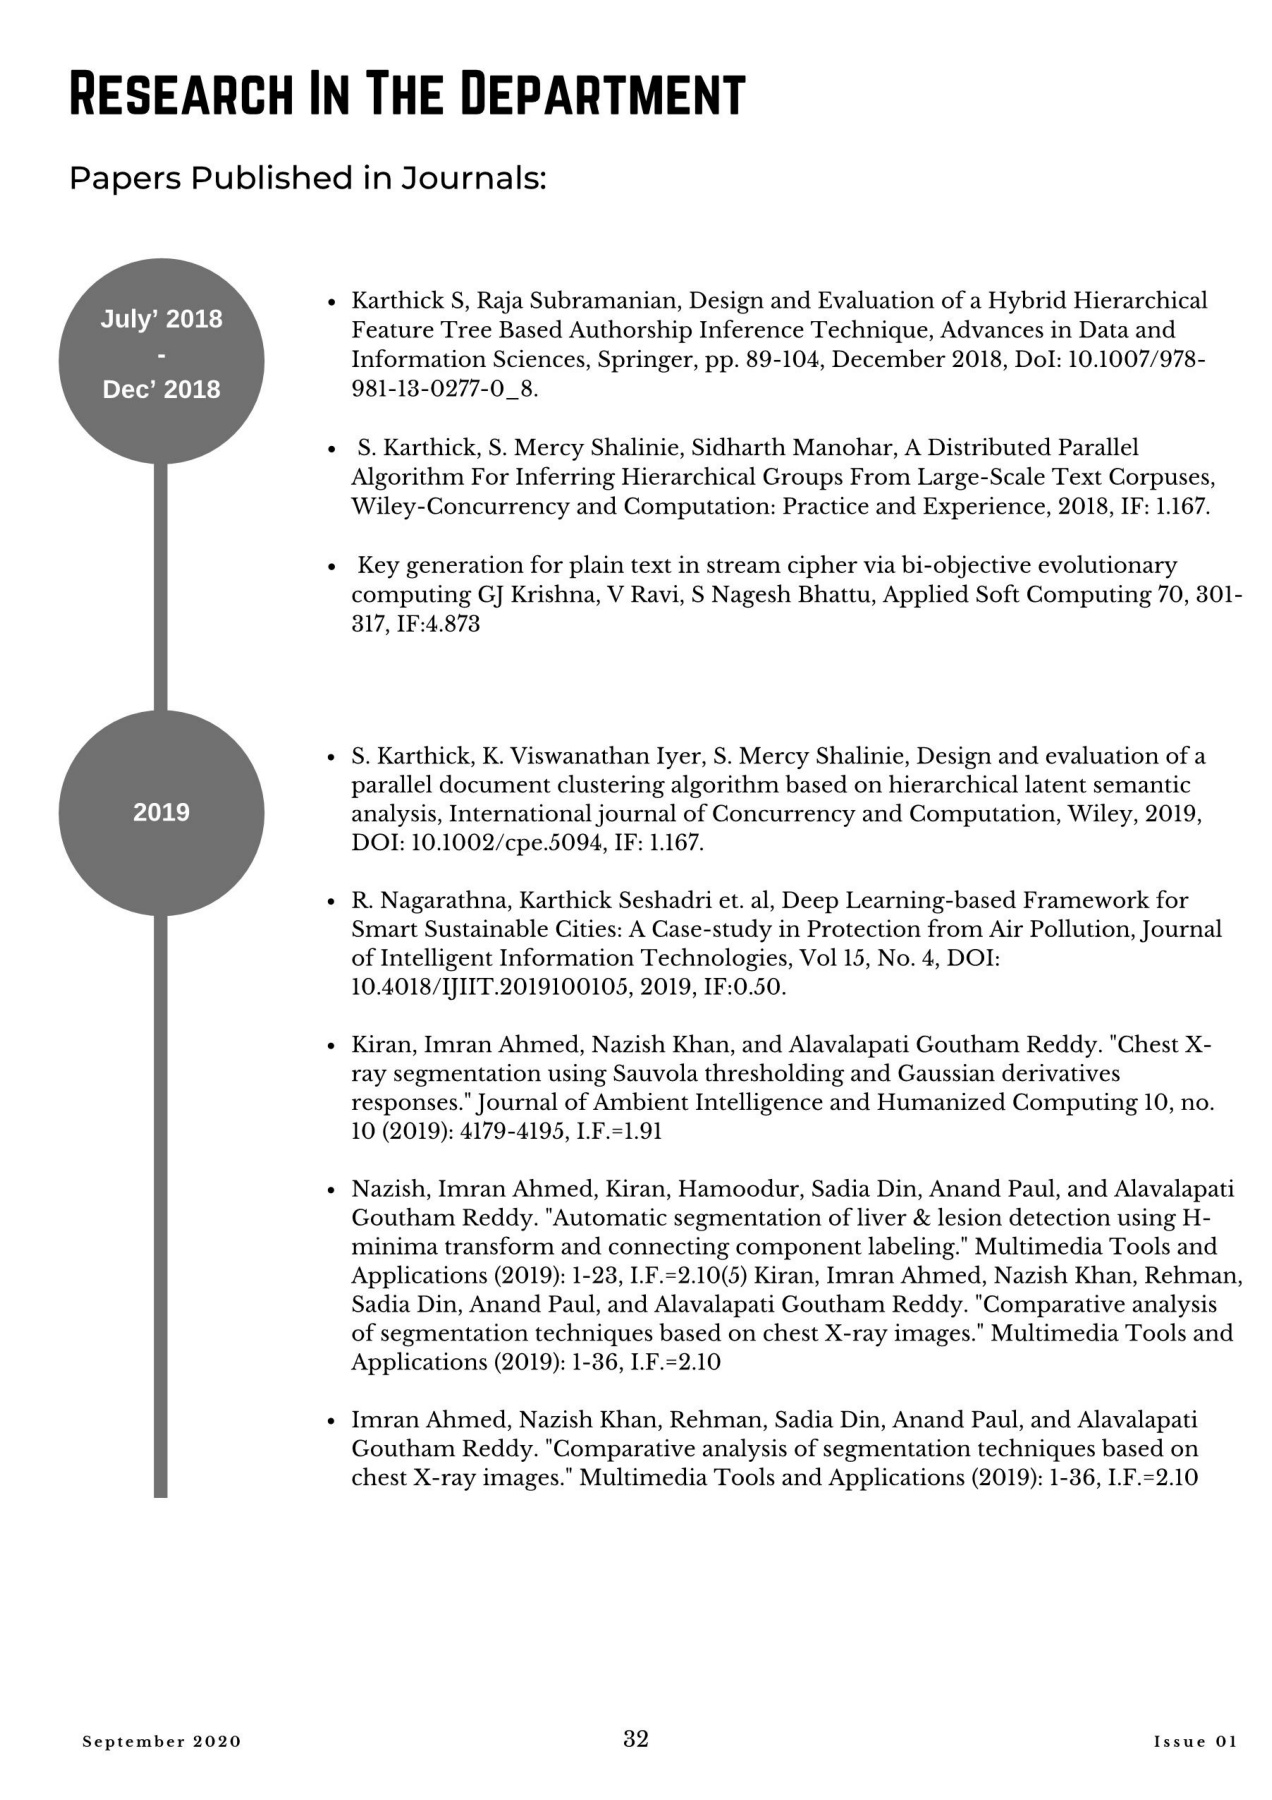 Research In The Department
Papers Published in Journals:
July’ 2018
-
Dec’ 2018
• Karthick S, Raja Subramanian, Design and Evaluation of a Hybrid Hierarchical
Feature Tree Based Authorship Inference Technique, Advances in Data and
Information Sciences, Springer, pp. 89-104, December 2018, DoI: 10.1007/978-
981-13-0277-0_8.
• S. Karthick, S. Mercy Shalinie, Sidharth Manohar, A Distributed Parallel
Algorithm For Inferring Hierarchical Groups From Large-Scale Text Corpuses,
Wiley-Concurrency and Computation: Practice and Experience, 2018, IF: 1.167.
• Key generation for plain text in stream cipher via bi-objective evolutionary
computing GJ Krishna, V Ravi, S Nagesh Bhattu, Applied Soft Computing 70, 301-
317, IF:4.873
2019
• S. Karthick, K. Viswanathan Iyer, S. Mercy Shalinie, Design and evaluation of a
parallel document clustering algorithm based on hierarchical latent semantic
analysis, International journal of Concurrency and Computation, Wiley, 2019,
DOI: 10.1002/cpe.5094, IF: 1.167.
• R. Nagarathna, Karthick Seshadri et. al, Deep Learning-based Framework for
Smart Sustainable Cities: A Case-study in Protection from Air Pollution, Journal
of Intelligent Information Technologies, Vol 15, No. 4, DOI:
10.4018/IJIIT.2019100105, 2019, IF:0.50.
• Kiran, Imran Ahmed, Nazish Khan, and Alavalapati Goutham Reddy. "Chest X-
ray segmentation using Sauvola thresholding and Gaussian derivatives
responses." Journal of Ambient Intelligence and Humanized Computing 10, no.
10 (2019): 4179-4195, I.F.=1.91
• Nazish, Imran Ahmed, Kiran, Hamoodur, Sadia Din, Anand Paul, and Alavalapati
Goutham Reddy. "Automatic segmentation of liver & lesion detection using H-
minima transform and connecting component labeling." Multimedia Tools and
Applications (2019): 1-23, I.F.=2.10(5) Kiran, Imran Ahmed, Nazish Khan, Rehman,
Sadia Din, Anand Paul, and Alavalapati Goutham Reddy. "Comparative analysis
of segmentation techniques based on chest X-ray images." Multimedia Tools and
Applications (2019): 1-36, I.F.=2.10
• Imran Ahmed, Nazish Khan, Rehman, Sadia Din, Anand Paul, and Alavalapati
Goutham Reddy. "Comparative analysis of segmentation techniques based on
chest X-ray images." Multimedia Tools and Applications (2019): 1-36, I.F.=2.10
September 2020
32
Issue 01